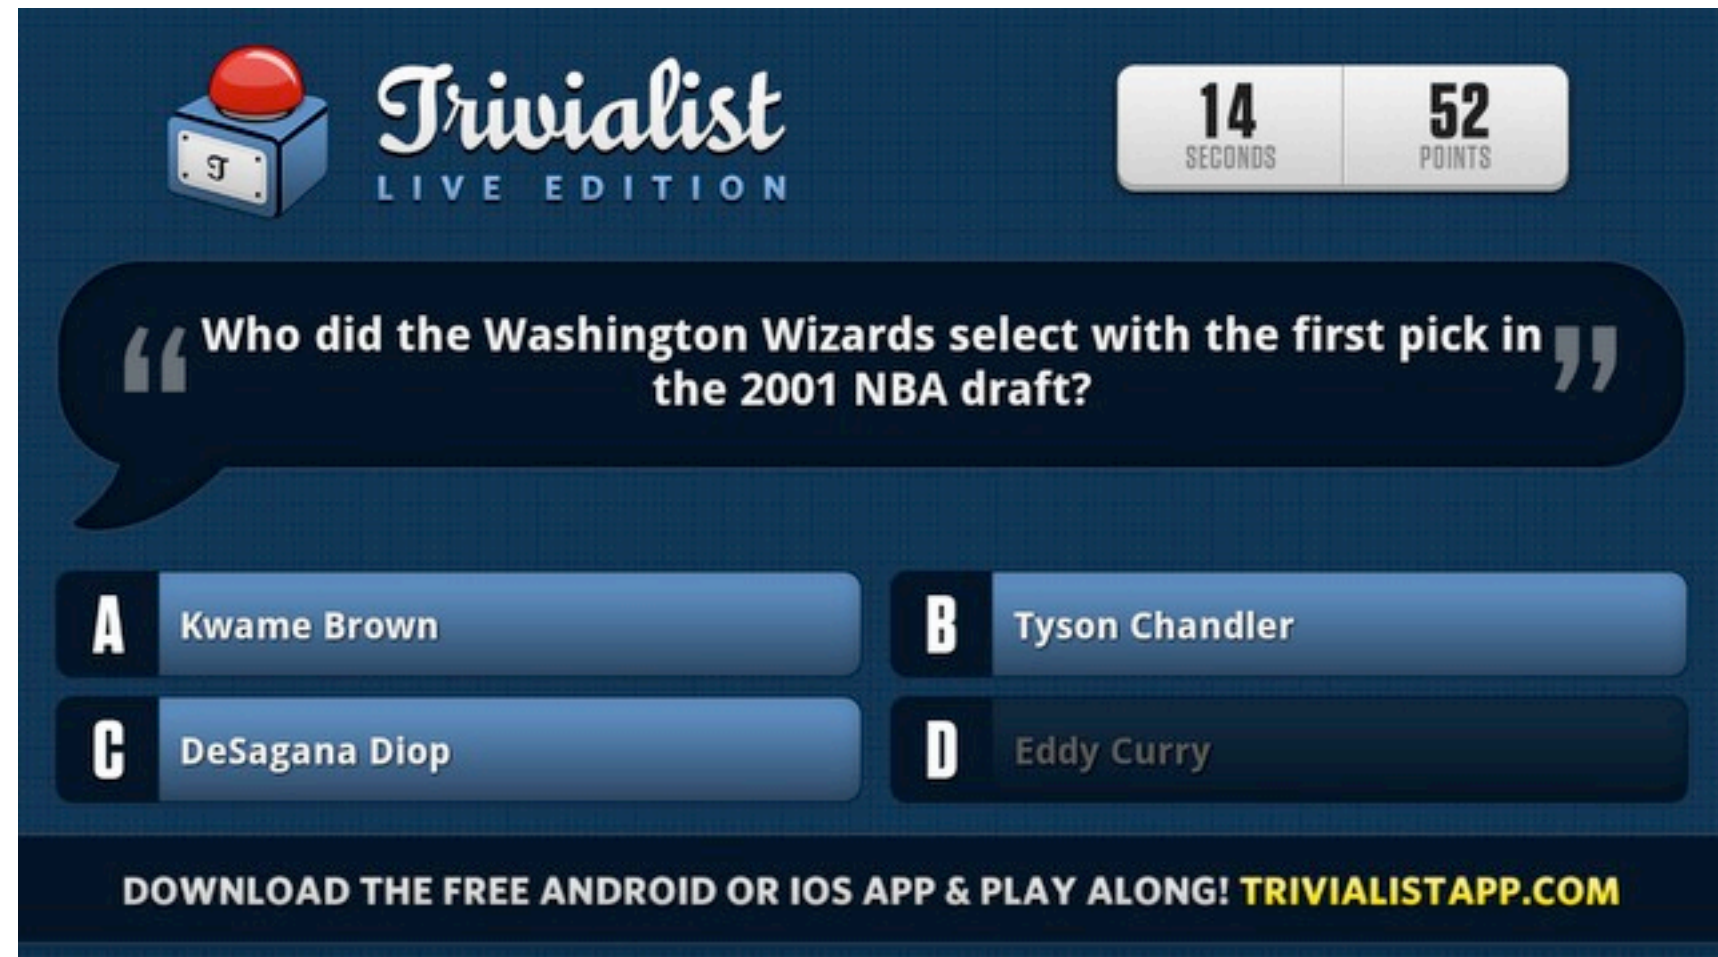 Trivialist
LIVE EDITION
T
14
SECONDS
52
POINTS
“Who did the Washington Wizards select with the first pick in
the 2001 NBA draft?”
A Kwame Brown
B Tyson Chandler
C DeSagana Diop
D Eddy Curry
DOWNLOAD THE FREE ANDROID OR IOS APP & PLAY ALONG! TRIVIALISTAPP.COM